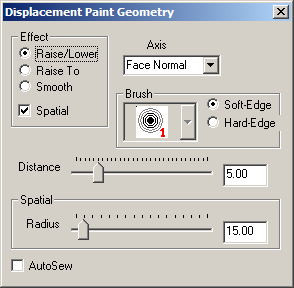 Displacement Paint Geometry
Effect
Raise/Lower
Raise To
Smooth
Spatial
Axis
Face Normal
Brush
1
Soft-Edge
Hard-Edge
Distance
5.00
Spatial
Radius
15.00
AutoSew